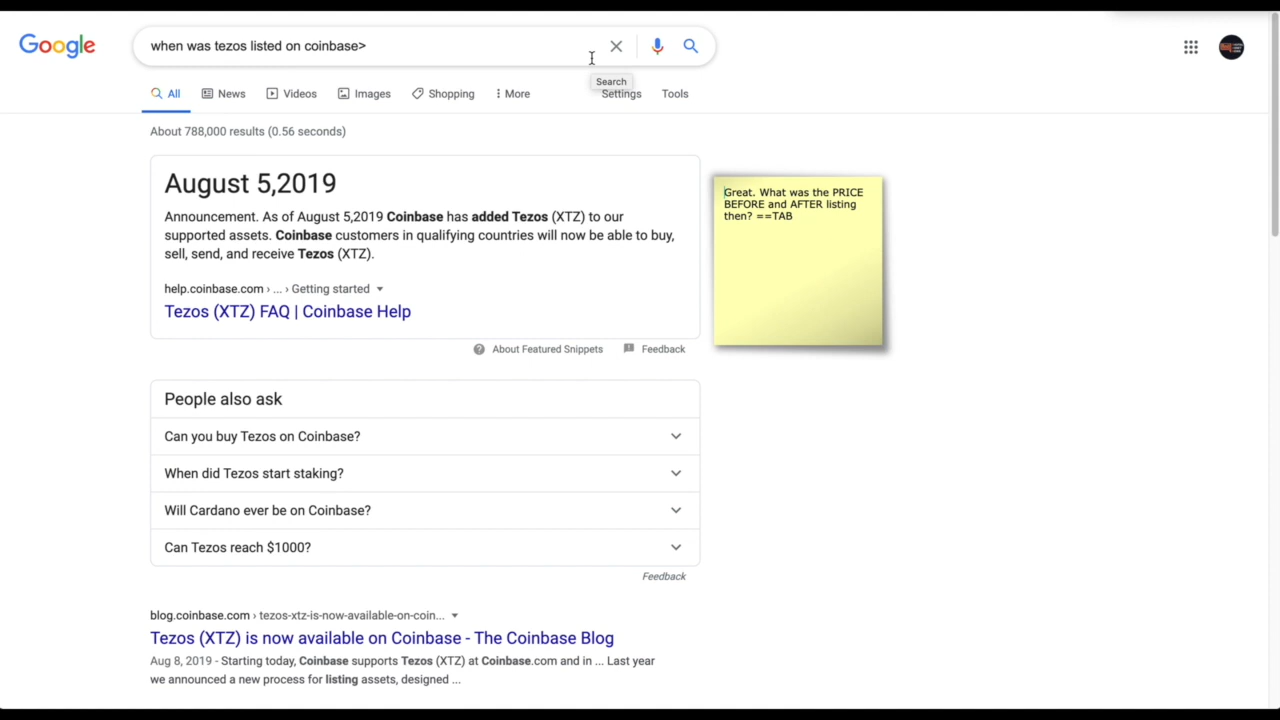 Google
when was tezos listed on coinbase>
Search
All
News
Videos
Images
Shopping
More
Settings
Tools
About 788,000 results (0.56 seconds)
August 5,2019
Announcement. As of August 5,2019 Coinbase has added Tezos (XTZ) to our
supported assets. Coinbase customers in qualifying countries will now be able to buy,
sell, send, and receive Tezos (XTZ).
help.coinbase.com › ... › Getting started
Tezos (XTZ) FAQ | Coinbase Help
About Featured Snippets
Feedback
Great. What was the PRICE
BEFORE and AFTER listing
then? ==TAB
People also ask
Can you buy Tezos on Coinbase?
When did Tezos start staking?
Will Cardano ever be on Coinbase?
Can Tezos reach $1000?
Feedback
blog.coinbase.com › tezos-xtz-is-now-available-on-coin...
Tezos (XTZ) is now available on Coinbase - The Coinbase Blog
Aug 8, 2019 - Starting today, Coinbase supports Tezos (XTZ) at Coinbase.com and in ... Last year
we announced a new process for listing assets, designed ...